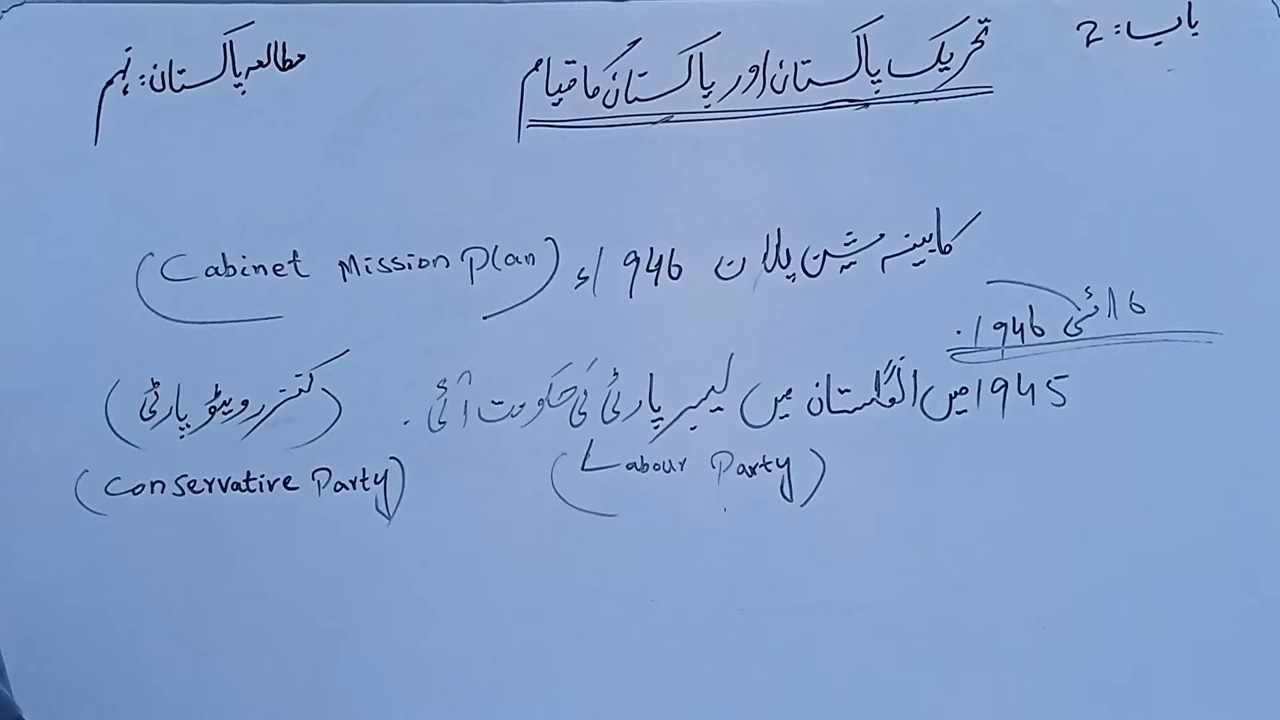 باب: 2
تحریک پاکستان اور پاکستان کا قیام
مطالعہ پاکستان: نہم
کابینہ مشن پلان 1946ء (Cabinet Mission Plan)
16 مئی 1946
1945 میں انگلستان میں لیبر پارٹی کی حکومت آئی۔ (کنزرویٹو پارٹی)
(Labour Party) (Conservative Party)